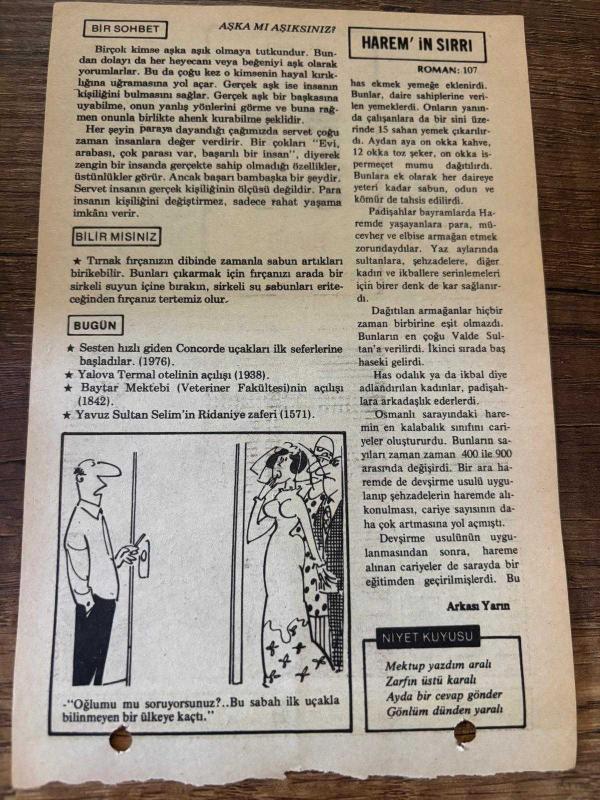 BİR SOHBET
AŞKA MI AŞIKSINIZ?
Birçok kimse aşka aşık olmaya tutkundur. Bun-
dan dolayı da her heyecanı veya beğeniyi aşk olarak
yorumlarlar. Bu da çoğu kez o kimsenin hayal kırık-
lığına uğramasına yol açar. Gerçek aşk ise insanın
kişiliğini bulmasını sağlar. Gerçek aşk bir başkasına
uyabilme, onun yanlış yönlerini görme ve buna rağ-
men onunla birlikte ahenk kurabilme şeklidir.
Her şeyin paraya dayandığı çağımızda servet çoğu
zaman insanlara değer verdirir. Bir çokları "Evi,
arabası, çok parası var, başarılı bir insan", diyerek
zengin bir insanda gerçekte sahip olmadığı özellikler,
üstünlükler görür. Ancak başarı bambaşka bir şeydir.
Servet insanın gerçek kişiliğinin ölçüsü değildir. Para
insanın kişiliğini değiştirmez, sadece rahat yaşama
imkânı verir.
BİLİR MİSİNİZ
★ Tırnak fırçanızın dibinde zamanla sabun artıkları
birikebilir. Bunları çıkarmak için fırçanızı arada bir
sirkeli suyun içine bırakın, sirkeli su sabunları erite-
ceğinden fırçanız tertemiz olur.
BUGÜN
★ Sesten hızlı giden Concorde uçakları ilk seferlerine
başladılar. (1976).
★ Yalova Termal otelinin açılışı (1938).
★ Baytar Mektebi (Veteriner Fakültesi)nin açılışı
(1842).
★ Yavuz Sultan Selim'in Ridaniye zaferi (1571).
-"Oğlumu mu soruyorsunuz?..Bu sabah ilk uçakla
bilinmeyen bir ülkeye kaçtı."
HAREM' İN SIRRI
ROMAN: 107
has ekmek yemeğe eklenirdi.
Bunlar, daire sahiplerine veri-
len yemeklerdi. Onların yanın-
da çalışanlara da bir sini üze-
rinde 15 sahan yemek çıkarılır-
dı. Aydan aya on okka kahve,
12 okka toz şeker, on okka is-
permeçet mumu dağıtılırdı.
Bunlara ek olarak her daireye
yeteri kadar sabun, odun ve
kömür de tahsis edilirdi.
Padişahlar bayramlarda Ha-
remde yaşayanlara para, mü-
cevher ve elbise armağan etmek
zorundaydılar. Yaz aylarında
sultanlara, şehzadelere, diğer
kadın ve ikballere serinlemeleri
için birer denk de kar sağlanır-
dı.
Dağıtılan armağanlar hiçbir
zaman birbirine eşit olmazdı.
Bunların en çoğu Valde Sul-
tan'a verilirdi. İkinci sırada baş
haseki gelirdi.
Has odalık ya da ikbal diye
adlandırılan kadınlar, padişah-
lara arkadaşlık ederlerdi.
Osmanlı sarayındaki hare-
min en kalabalık sınıfını cari-
yeler oluştururdu. Bunların sa-
yıları zaman zaman 400 ile 900
arasında değişirdi. Bir ara ha-
remde de devşirme usulü uygu-
lanıp şehzadelerin haremde alı-
konulması, cariye sayısının da-
ha çok artmasına yol açmıştı.
Devşirme usulünün uygu-
lanmasından sonra, hareme
alınan cariyeler de sarayda bir
eğitimden geçirilmişlerdi. Bu
Arkası Yarın
NİYET KUYUSU
Mektup yazdım aralı
Zarfın üstü karalı
Ayda bir cevap gönder
Gönlüm dünden yaralı